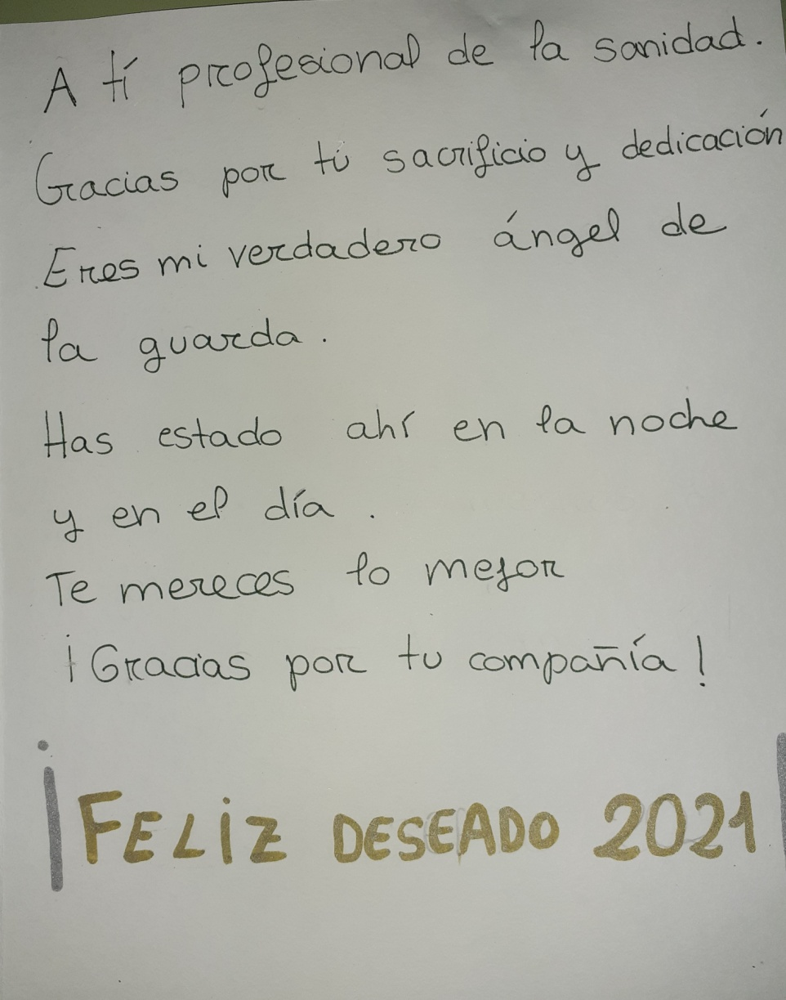 A tí profesional de la sanidad.
Gracias por tú sacrificio y dedicación
Eres mi verdadero ángel de
la guarda.
Has estado ahí en la noche
y en el día.
Te mereces lo mejor
¡Gracias por tu compañía!
¡FELIZ DESEADO 2021